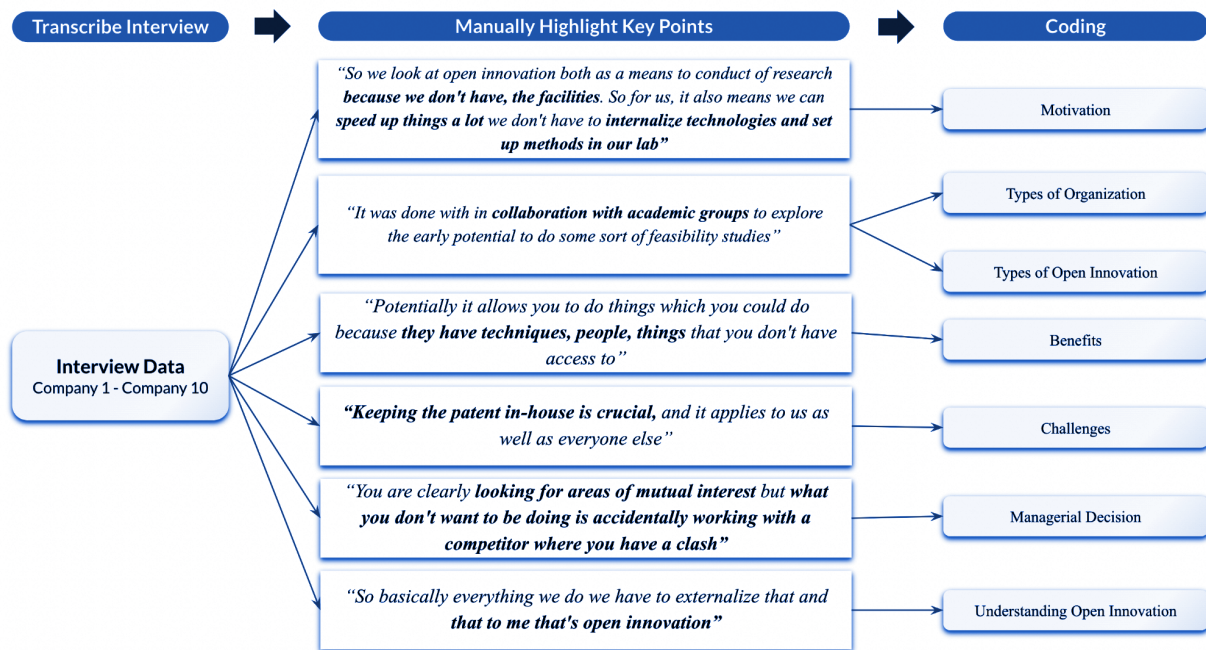 Transcribe Interview
Manually Highlight Key Points
Coding
“So we look at open innovation both as a means to conduct of research
because we don't have, the facilities. So for us, it also means we can
speed up things a lot we don't have to internalize technologies and set
up methods in our lab”
Motivation
“It was done with in collaboration with academic groups to explore
the early potential to do some sort of feasibility studies”
Types of Organization
Types of Open Innovation
“Potentially it allows you to do things which you could do
because they have techniques, people, things that you don't have
access to”
Benefits
Interview Data
Company 1 - Company 10
“Keeping the patent in-house is crucial, and it applies to us as
well as everyone else”
Challenges
“You are clearly looking for areas of mutual interest but what
you don't want to be doing is accidentally working with a
competitor where you have a clash”
Managerial Decision
“So basically everything we do we have to externalize that and
that to me that's open innovation”
Understanding Open Innovation